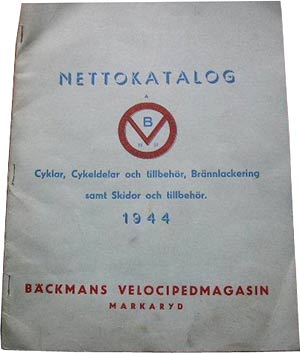 NETTOKATALOG
B
V
Cyklar, Cykeldelar och tillbehör, Brännlackering
samt Skidor och tillbehör.
1944
BÄCKMANS VELOCIPEDMAGASIN
MARKARYD